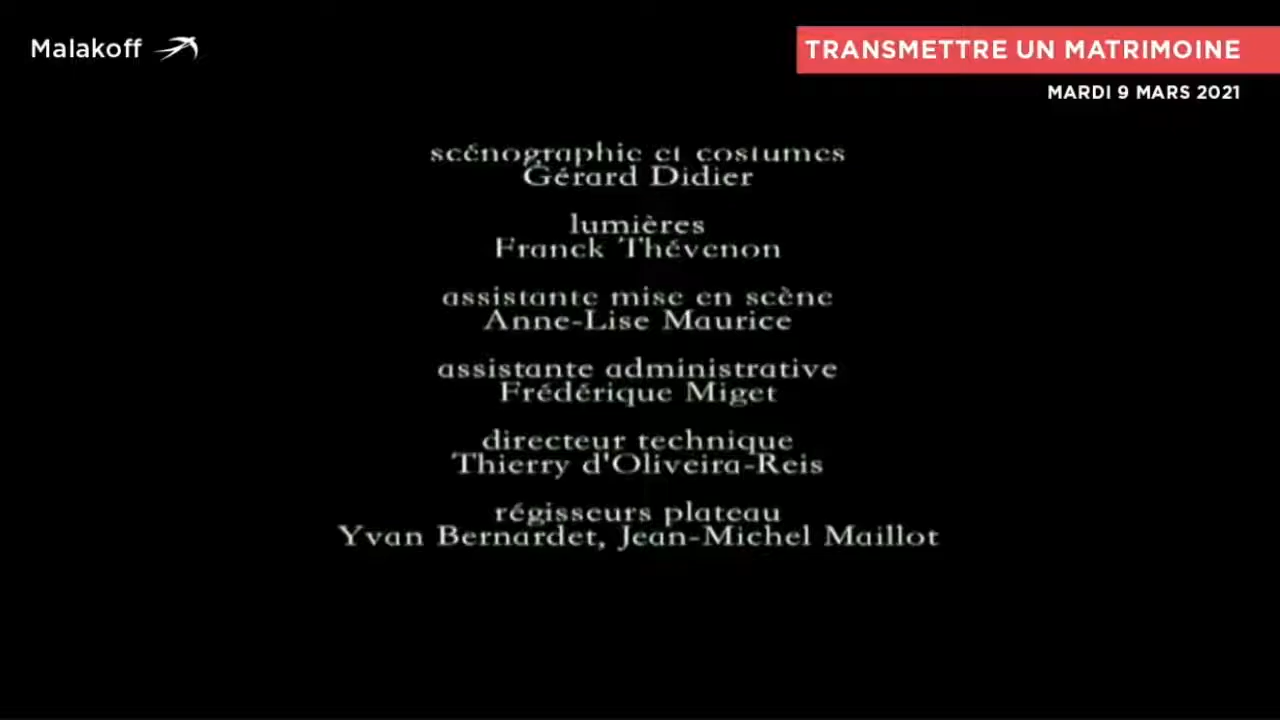 Malakoff
TRANSMETTRE UN MATRIMOINE
MARDI 9 MARS 2021
scénographie et costumes
Gérard Didier
lumières
Franck Thévenon
assistante mise en scène
Anne-Lise Maurice
assistante administrative
Frédérique Miget
directeur technique
Thierry d'Oliveira-Reis
régisseurs plateau
Yvan Bernardet, Jean-Michel Maillot